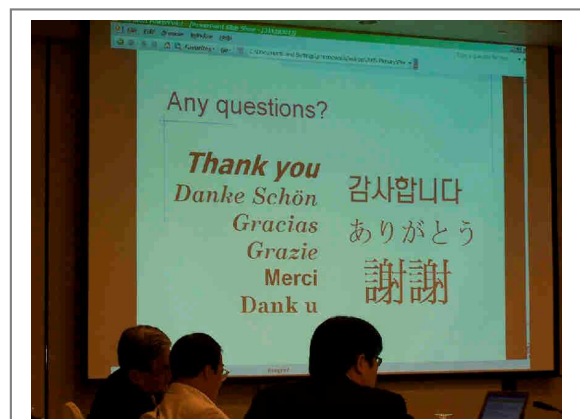 Any questions?
Thank you
Danke Schön
Gracias
Grazie
Merci
Dank u
감사합니다
ありがとう
謝謝